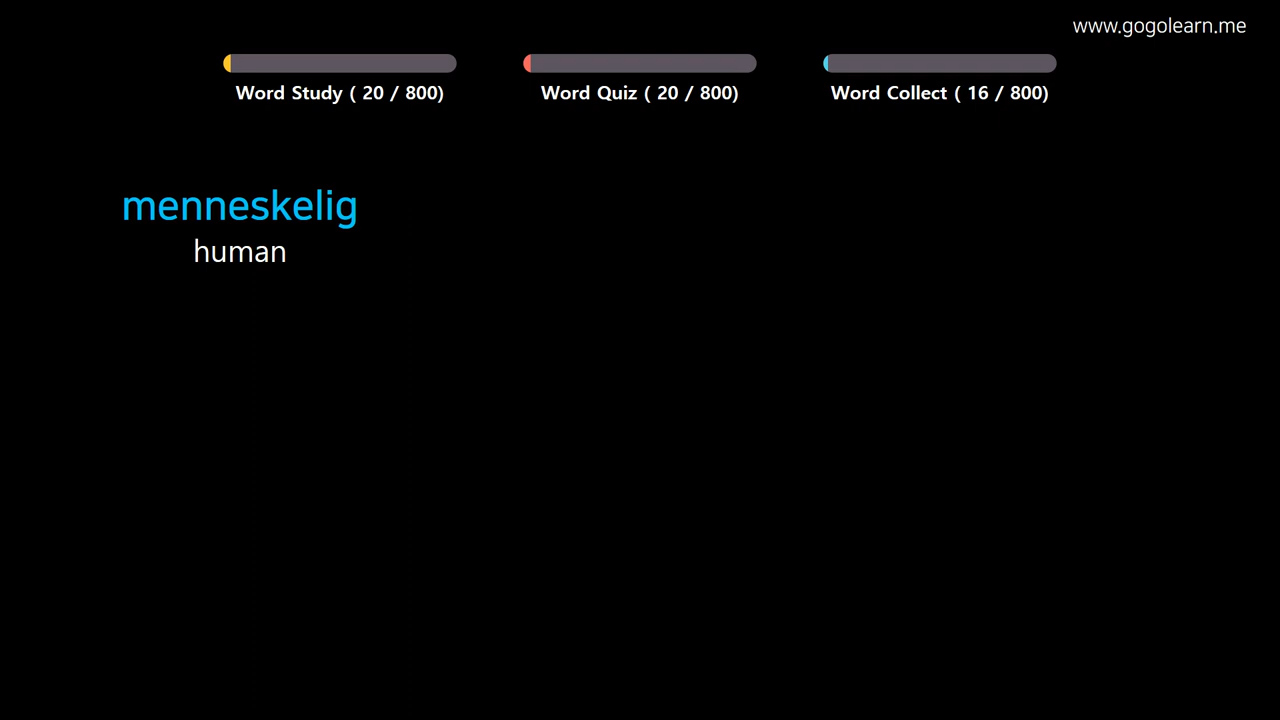 www.gogolearn.me
Word Study ( 20 / 800)
Word Quiz ( 20 / 800)
Word Collect ( 16 / 800)
menneskelig
human